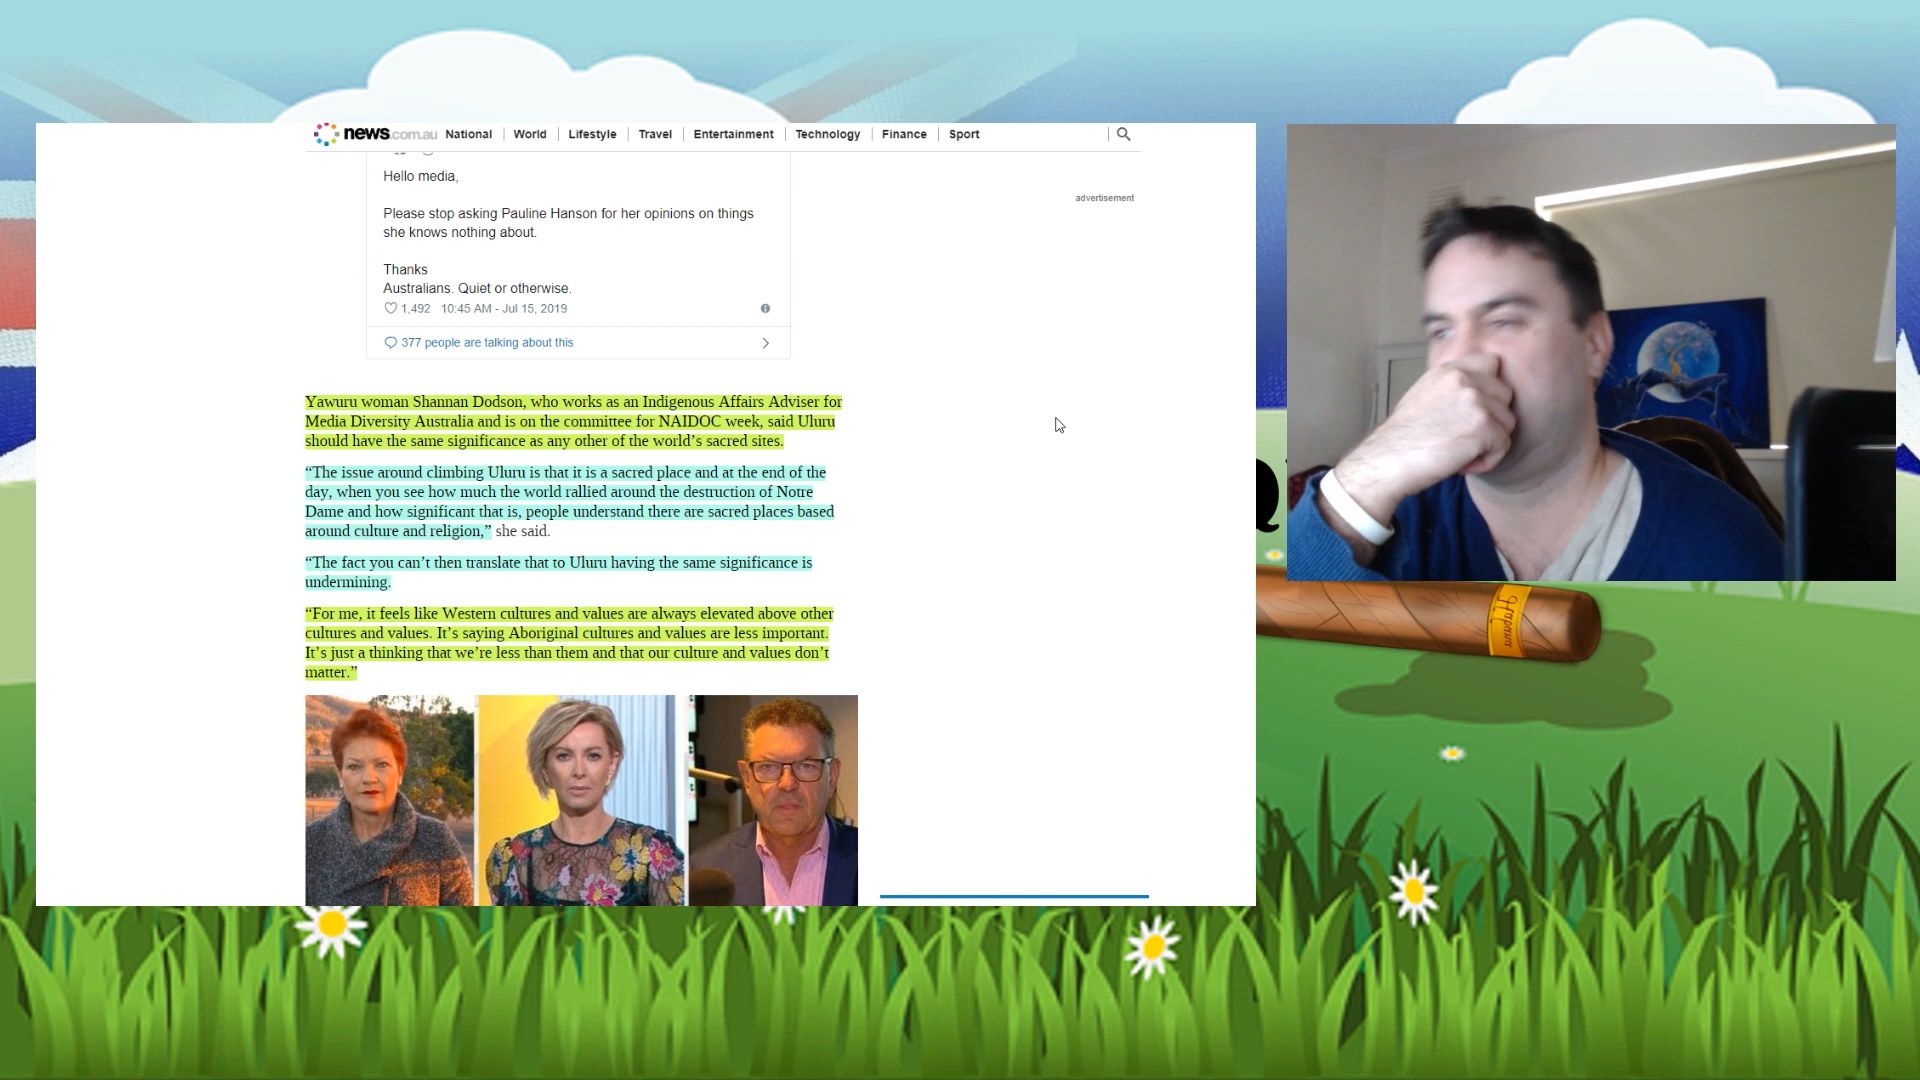 news.com.au National World Lifestyle Travel Entertainment Technology Finance Sport
Hello media,
advertisement
Please stop asking Pauline Hanson for her opinions on things
she knows nothing about.
Thanks
Australians. Quiet or otherwise.
1,492 10:45 AM - Jul 15, 2019
377 people are talking about this
Yawuru woman Shannan Dodson, who works as an Indigenous Affairs Adviser for
Media Diversity Australia and is on the committee for NAIDOC week, said Uluru
should have the same significance as any other of the world’s sacred sites.
“The issue around climbing Uluru is that it is a sacred place and at the end of the
day, when you see how much the world rallied around the destruction of Notre
Dame and how significant that is, people understand there are sacred places based
around culture and religion,” she said.
“The fact you can’t then translate that to Uluru having the same significance is
undermining.
“For me, it feels like Western cultures and values are always elevated above other
cultures and values. It’s saying Aboriginal cultures and values are less important.
It’s just a thinking that we’re less than them and that our culture and values don’t
matter.”